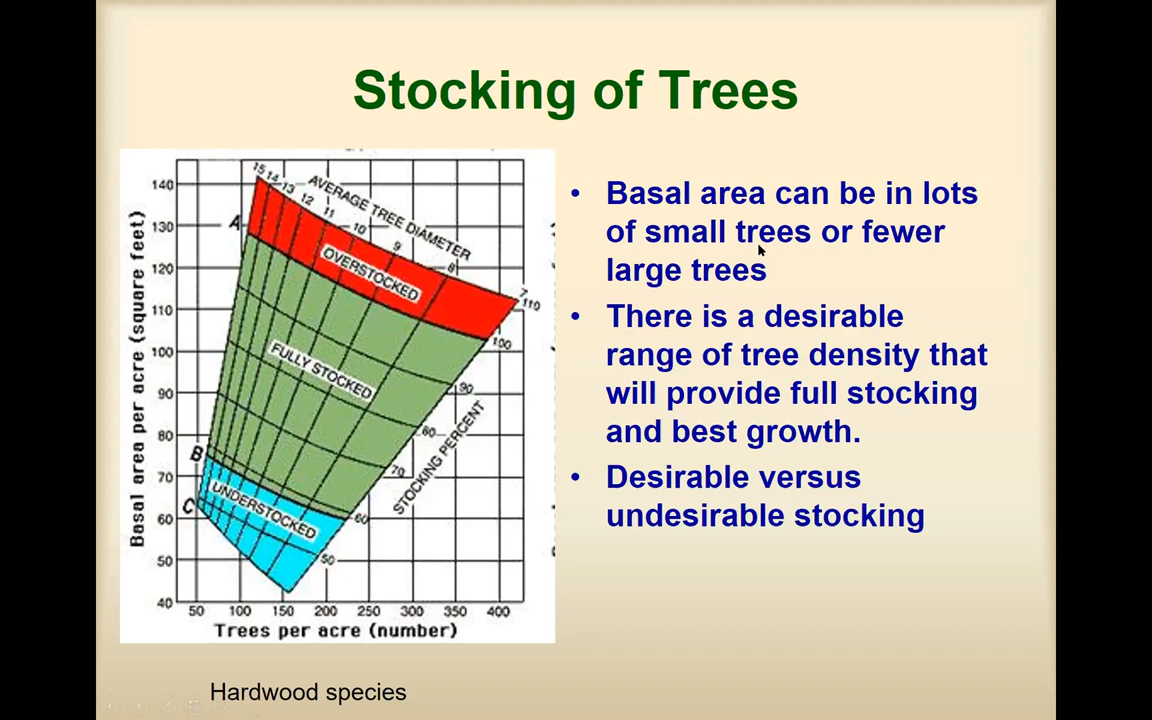 Stocking of Trees
140
130
120
110
100
90
80
70
60
50
40
Basal area per acre (square feet)
50
100
150
200
250
300
350
400
Trees per acre (number)
15
14
13
12
11
10
9
8
7
AVERAGE TREE DIAMETER
A
B
C
OVERSTOCKED
FULLY STOCKED
UNDERSTOCKED
110
100
90
70
60
50
STOCKING PERCENT
• Basal area can be in lots
of small trees or fewer
large trees
• There is a desirable
range of tree density that
will provide full stocking
and best growth.
• Desirable versus
undesirable stocking
Hardwood species